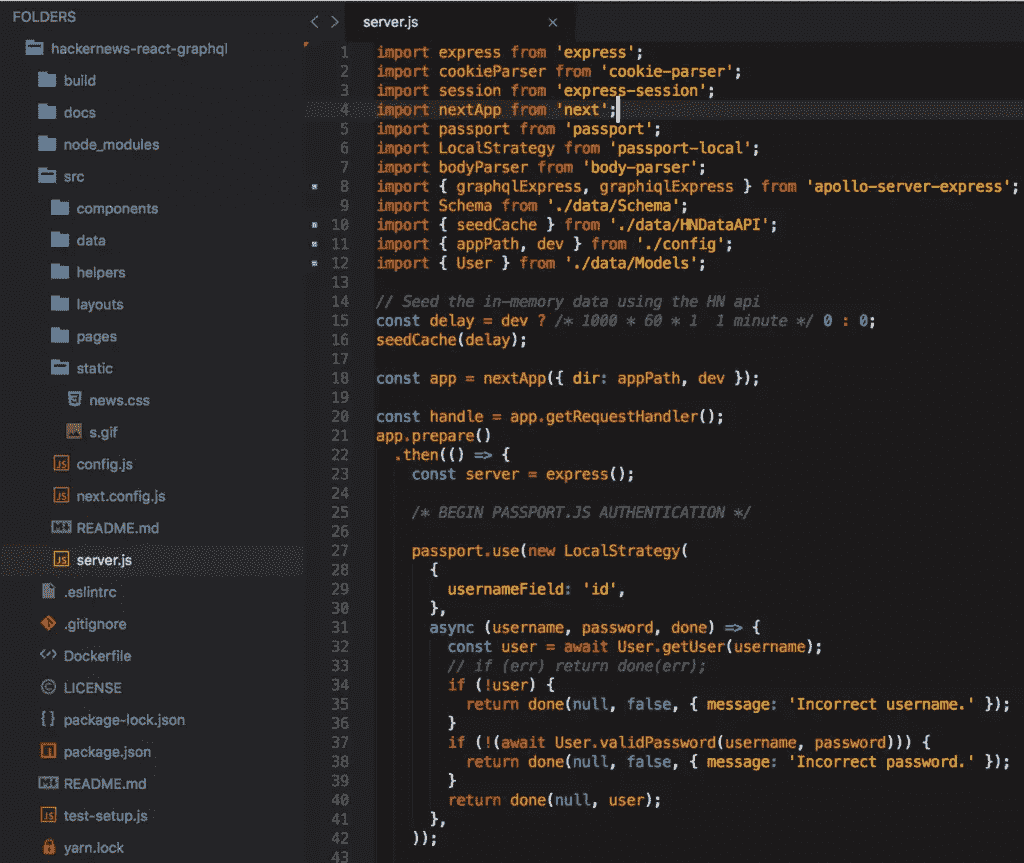 FOLDERS
hackernews-react-graphql
build
docs
node_modules
src
components
data
helpers
layouts
pages
static
news.css
s.gif
config.js
next.config.js
README.md
server.js
.eslintrc
.gitignore
Dockerfile
LICENSE
package-lock.json
package.json
README.md
test-setup.js
yarn.lock
server.js
1 import express from 'express';
2 import cookieParser from 'cookie-parser';
3 import session from 'express-session';
4 import nextApp from 'next';
5 import passport from 'passport';
6 import LocalStrategy from 'passport-local';
7 import bodyParser from 'body-parser';
8 import { graphqlExpress, graphiqlExpress } from 'apollo-server-express';
9 import Schema from './data/Schema';
10 import { seedCache } from './data/HNDataAPI';
11 import { appPath, dev } from './config';
12 import { User } from './data/Models';
13
14 // Seed the in-memory data using the HN api
15 const delay = dev ? /* 1000 * 60 * 1  1 minute */ 0 : 0;
16 seedCache(delay);
17
18 const app = nextApp({ dir: appPath, dev });
19
20 const handle = app.getRequestHandler();
21 app.prepare()
22   .then(() => {
23     const server = express();
24
25     /* BEGIN PASSPORT.JS AUTHENTICATION */
26
27     passport.use(new LocalStrategy(
28       {
29         usernameField: 'id',
30       },
31       async (username, password, done) => {
32         const user = await User.getUser(username);
33         // if (err) return done(err);
34         if (!user) {
35           return done(null, false, { message: 'Incorrect username.' });
36         }
37         if (!(await User.validPassword(username, password))) {
38           return done(null, false, { message: 'Incorrect password.' });
39         }
40         return done(null, user);
41       },
42     ));
43